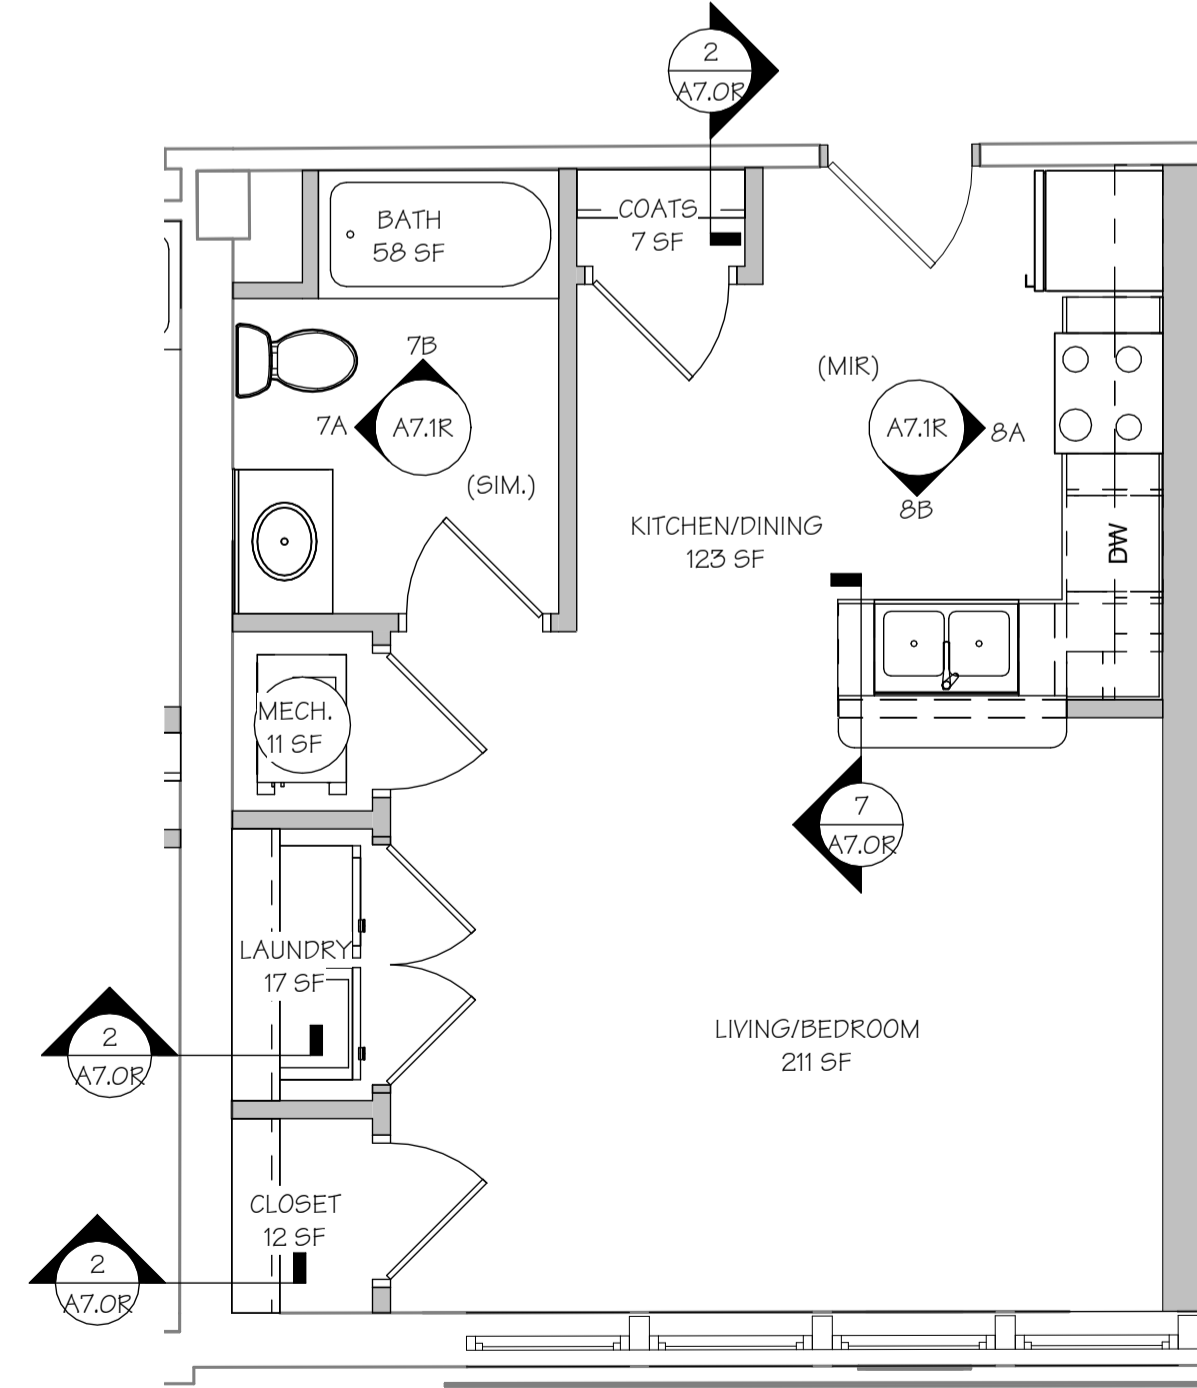 2
A7.0R
BATH
58 SF
COATS
7 SF
7B
7A
A7.1R
(SIM.)
(MIR)
A7.1R
8A
8B
KITCHEN/DINING
123 SF
DW
MECH.
11 SF
7
A7.0R
LAUNDRY
17 SF
2
A7.0R
LIVING/BEDROOM
211 SF
CLOSET
12 SF
2
A7.0R